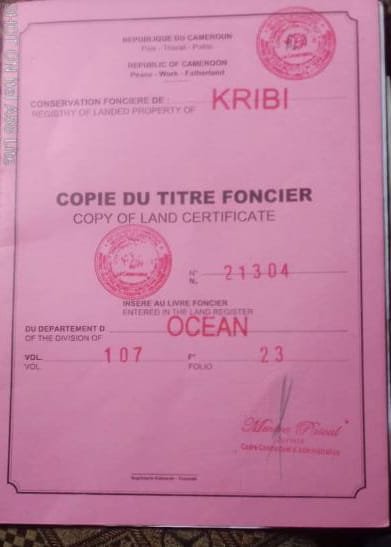 REPUBLIQUE DU CAMEROUN
Paix - Travail - Patrie
REPUBLIC OF CAMEROON
Peace - Work - Fatherland
CONSERVATION FONCIERE DE : KRIBI
REGISTRY OF LANDED PROPERTY OF
COPIE DU TITRE FONCIER
COPY OF LAND CERTIFICATE
N° 21304
N.
INSERE AU LIVRE FONCIER
ENTERED IN THE LAND REGISTER
DU DEPARTEMENT D OCEAN
OF THE DIVISION OF
VOL. 107 F° 23
VOL. FOLIO